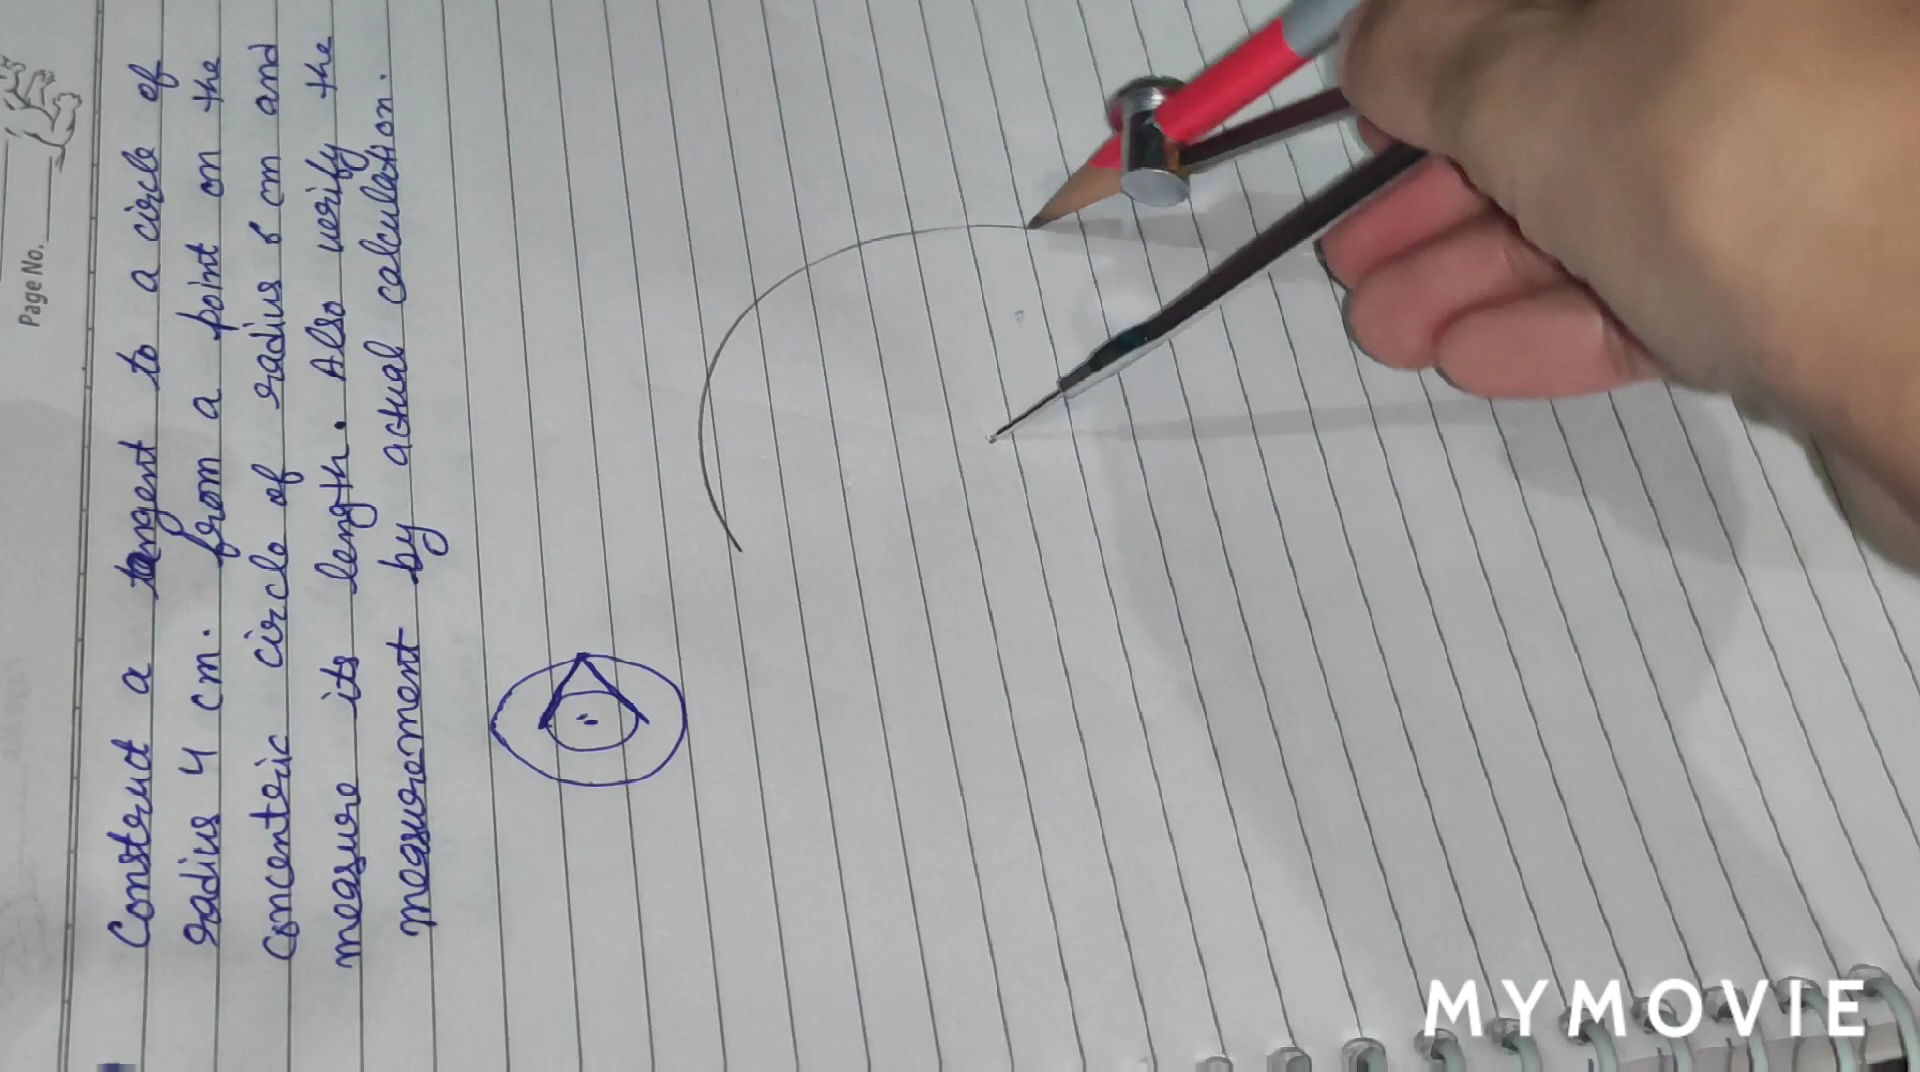 Page No.
Construct a tangent to a circle of
radius 4 cm. from a point on the
concentric circle of radius 6 cm and
measure its length. Also verify the
measurement by actual calculation.
MYMOVIE